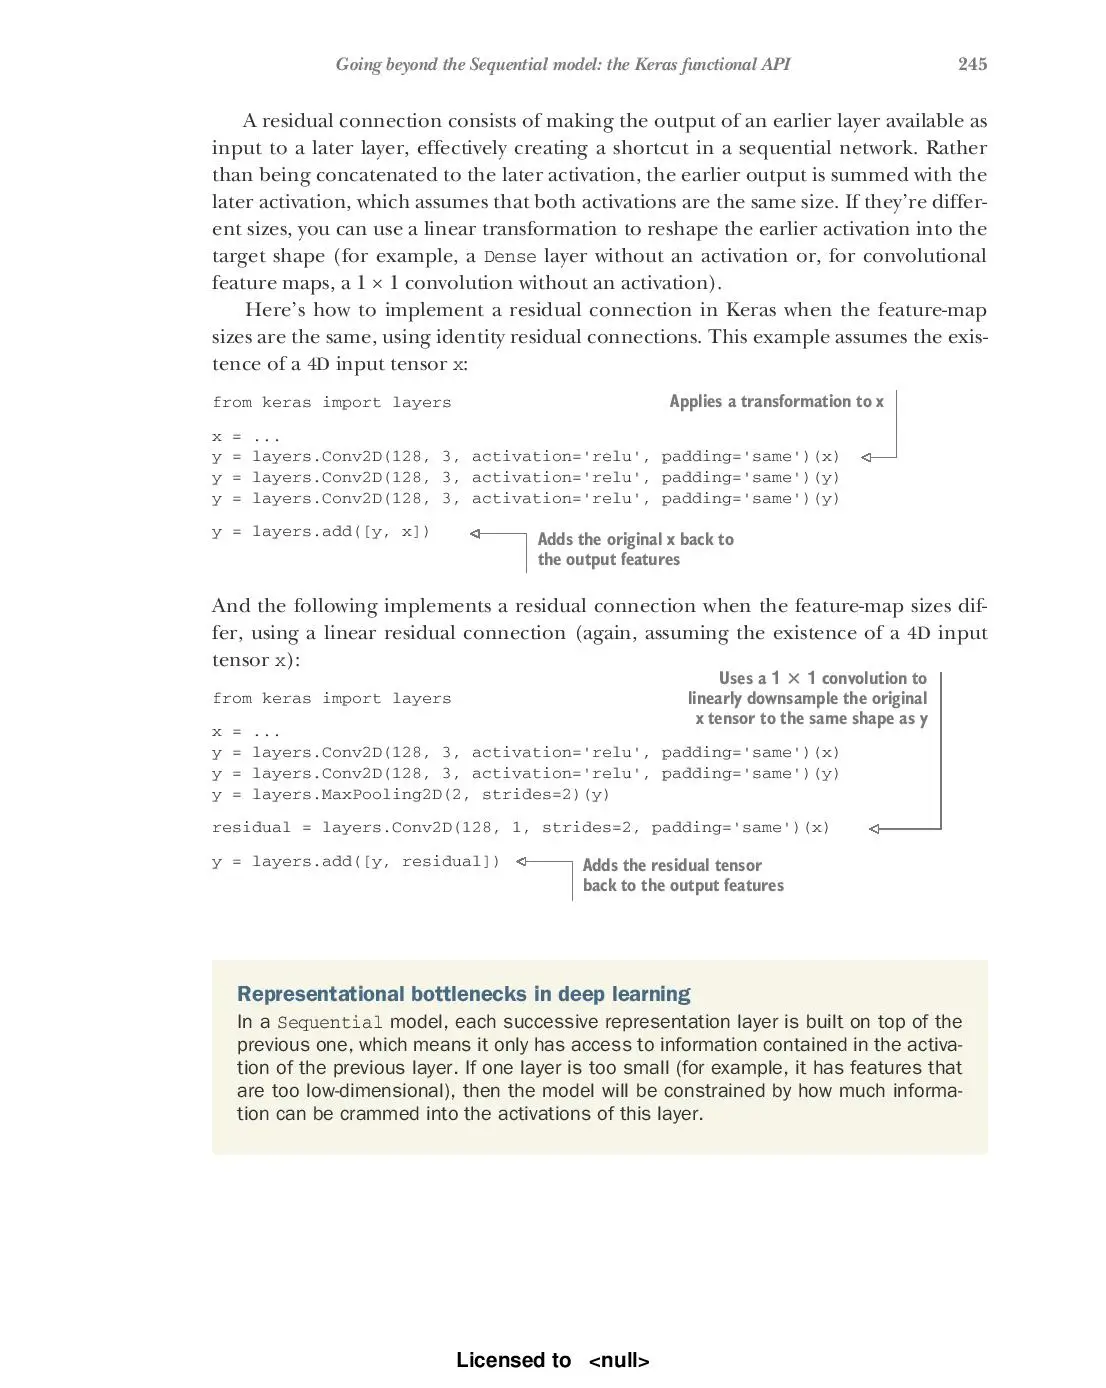 Going beyond the Sequential model: the Keras functional API 245
A residual connection consists of making the output of an earlier layer available as
input to a later layer, effectively creating a shortcut in a sequential network. Rather
than being concatenated to the later activation, the earlier output is summed with the
later activation, which assumes that both activations are the same size. If they’re differ-
ent sizes, you can use a linear transformation to reshape the earlier activation into the
target shape (for example, a Dense layer without an activation or, for convolutional
feature maps, a 1 × 1 convolution without an activation).
Here’s how to implement a residual connection in Keras when the feature-map
sizes are the same, using identity residual connections. This example assumes the exis-
tence of a 4D input tensor x:
from keras import layers
Applies a transformation to x
x = ...
y = layers.Conv2D(128, 3, activation='relu', padding='same')(x)
y = layers.Conv2D(128, 3, activation='relu', padding='same')(y)
y = layers.Conv2D(128, 3, activation='relu', padding='same')(y)
y = layers.add([y, x])
Adds the original x back to
the output features
And the following implements a residual connection when the feature-map sizes dif-
fer, using a linear residual connection (again, assuming the existence of a 4D input
tensor x):
Uses a 1 × 1 convolution to
linearly downsample the original
x tensor to the same shape as y
from keras import layers
x = ...
y = layers.Conv2D(128, 3, activation='relu', padding='same')(x)
y = layers.Conv2D(128, 3, activation='relu', padding='same')(y)
y = layers.MaxPooling2D(2, strides=2)(y)
residual = layers.Conv2D(128, 1, strides=2, padding='same')(x)
y = layers.add([y, residual])
Adds the residual tensor
back to the output features
Representational bottlenecks in deep learning
In a Sequential model, each successive representation layer is built on top of the
previous one, which means it only has access to information contained in the activa-
tion of the previous layer. If one layer is too small (for example, it has features that
are too low-dimensional), then the model will be constrained by how much informa-
tion can be crammed into the activations of this layer.
Licensed to <null>